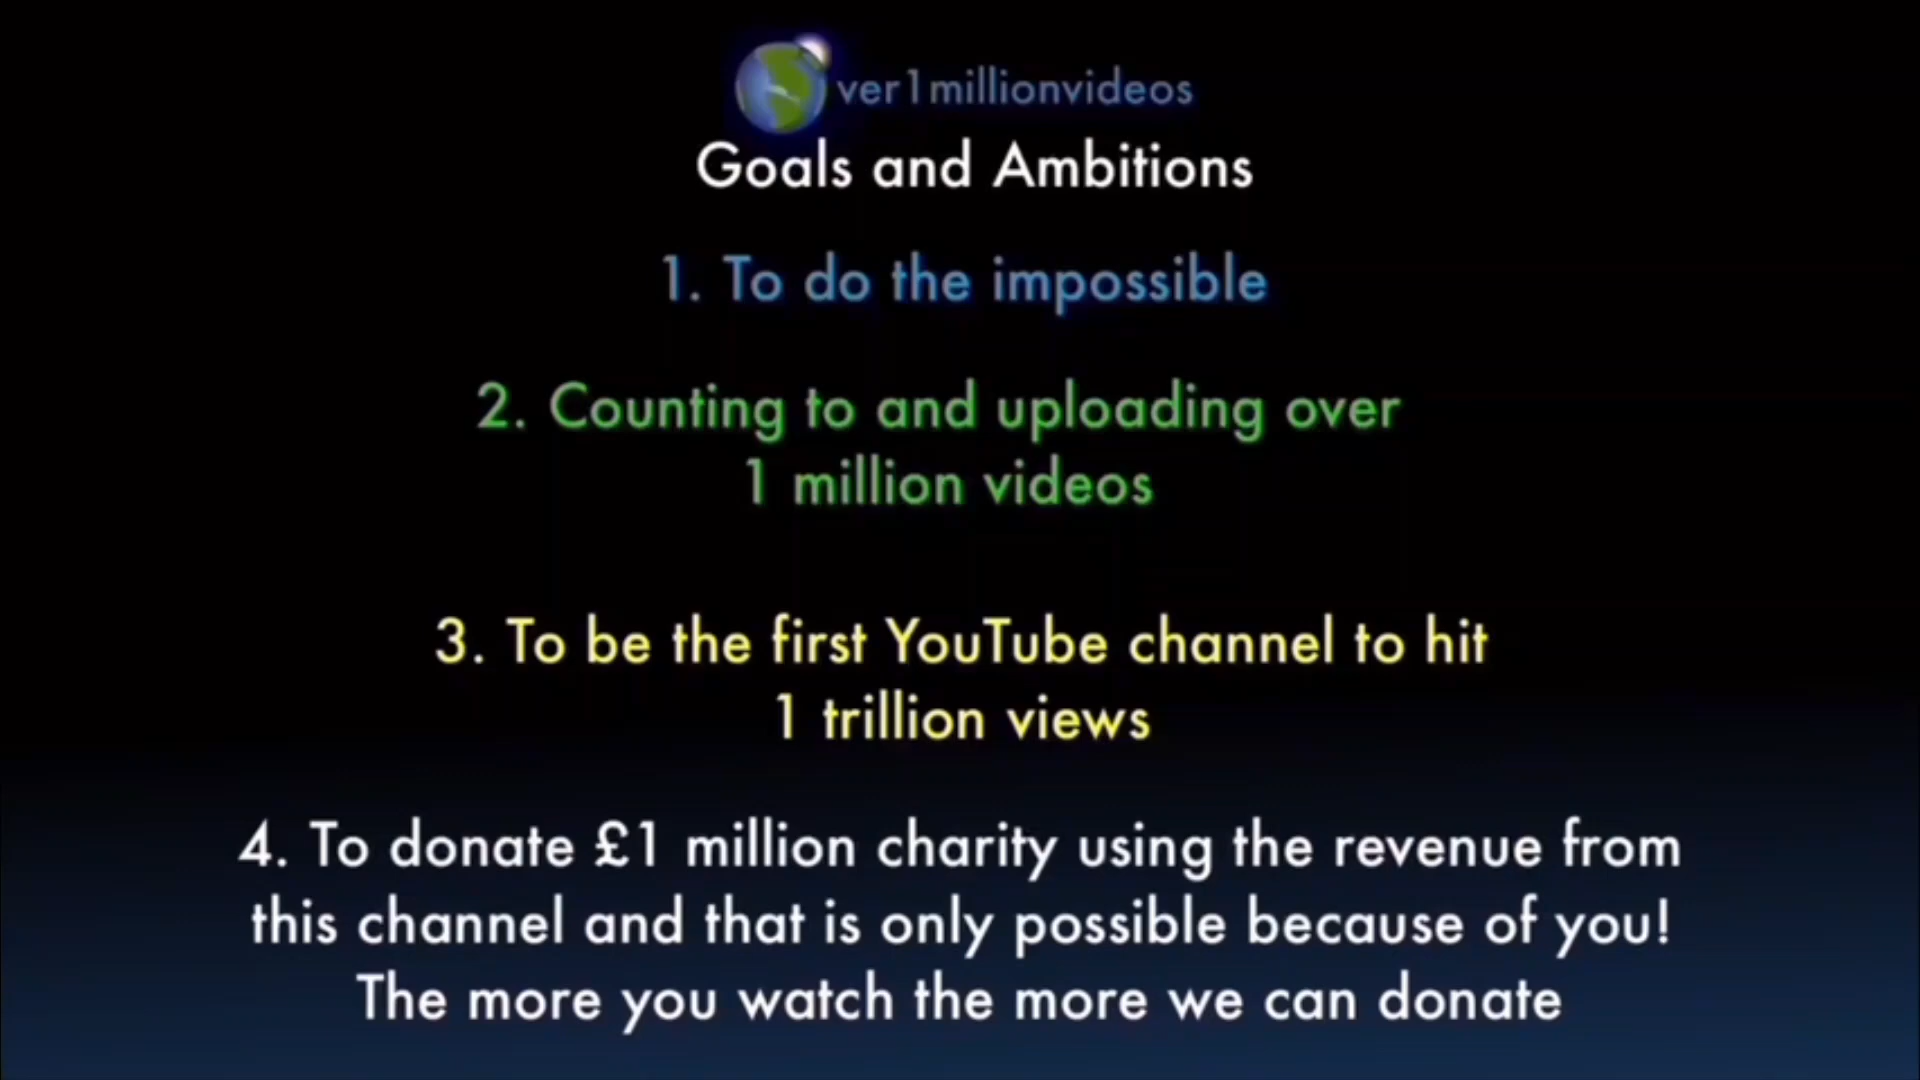 ver1millionvideos
Goals and Ambitions
1. To do the impossible
2. Counting to and uploading over
1 million videos
3. To be the first YouTube channel to hit
1 trillion views
4. To donate £1 million charity using the revenue from
this channel and that is only possible because of you!
The more you watch the more we can donate